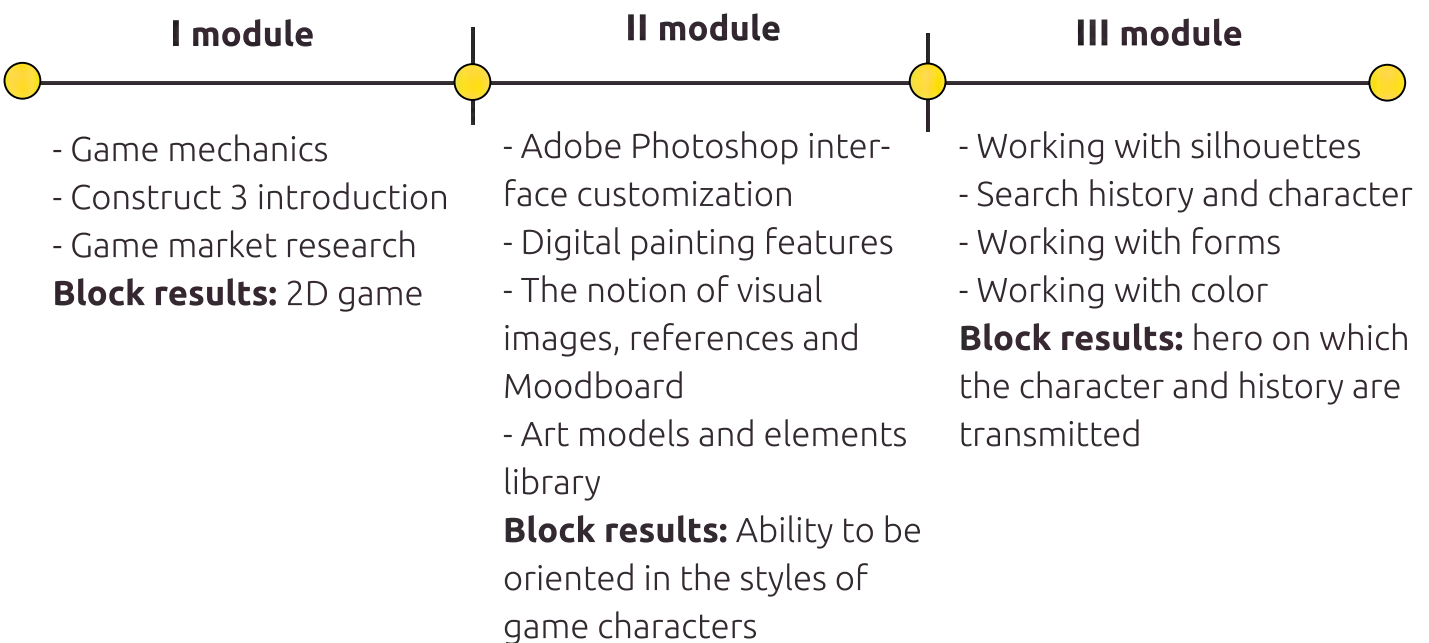 I module
- Game mechanics
- Construct 3 introduction
- Game market research
Block results: 2D game
II module
- Adobe Photoshop inter-
face customization
- Digital painting features
- The notion of visual
images, references and
Moodboard
- Art models and elements
library
Block results: Ability to be
oriented in the styles of
game characters
III module
- Working with silhouettes
- Search history and character
- Working with forms
- Working with color
Block results: hero on which
the character and history are
transmitted